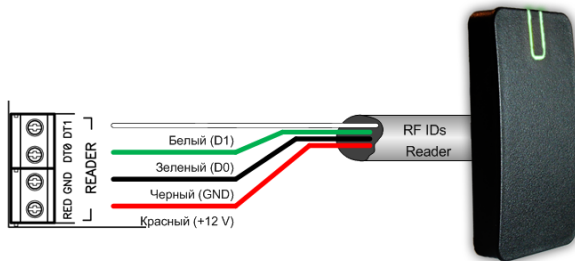 DT1
DT0
GND
RED
READER
Белый (D1)
Зеленый (D0)
Черный (GND)
Красный (+12 V)
RF IDs
Reader